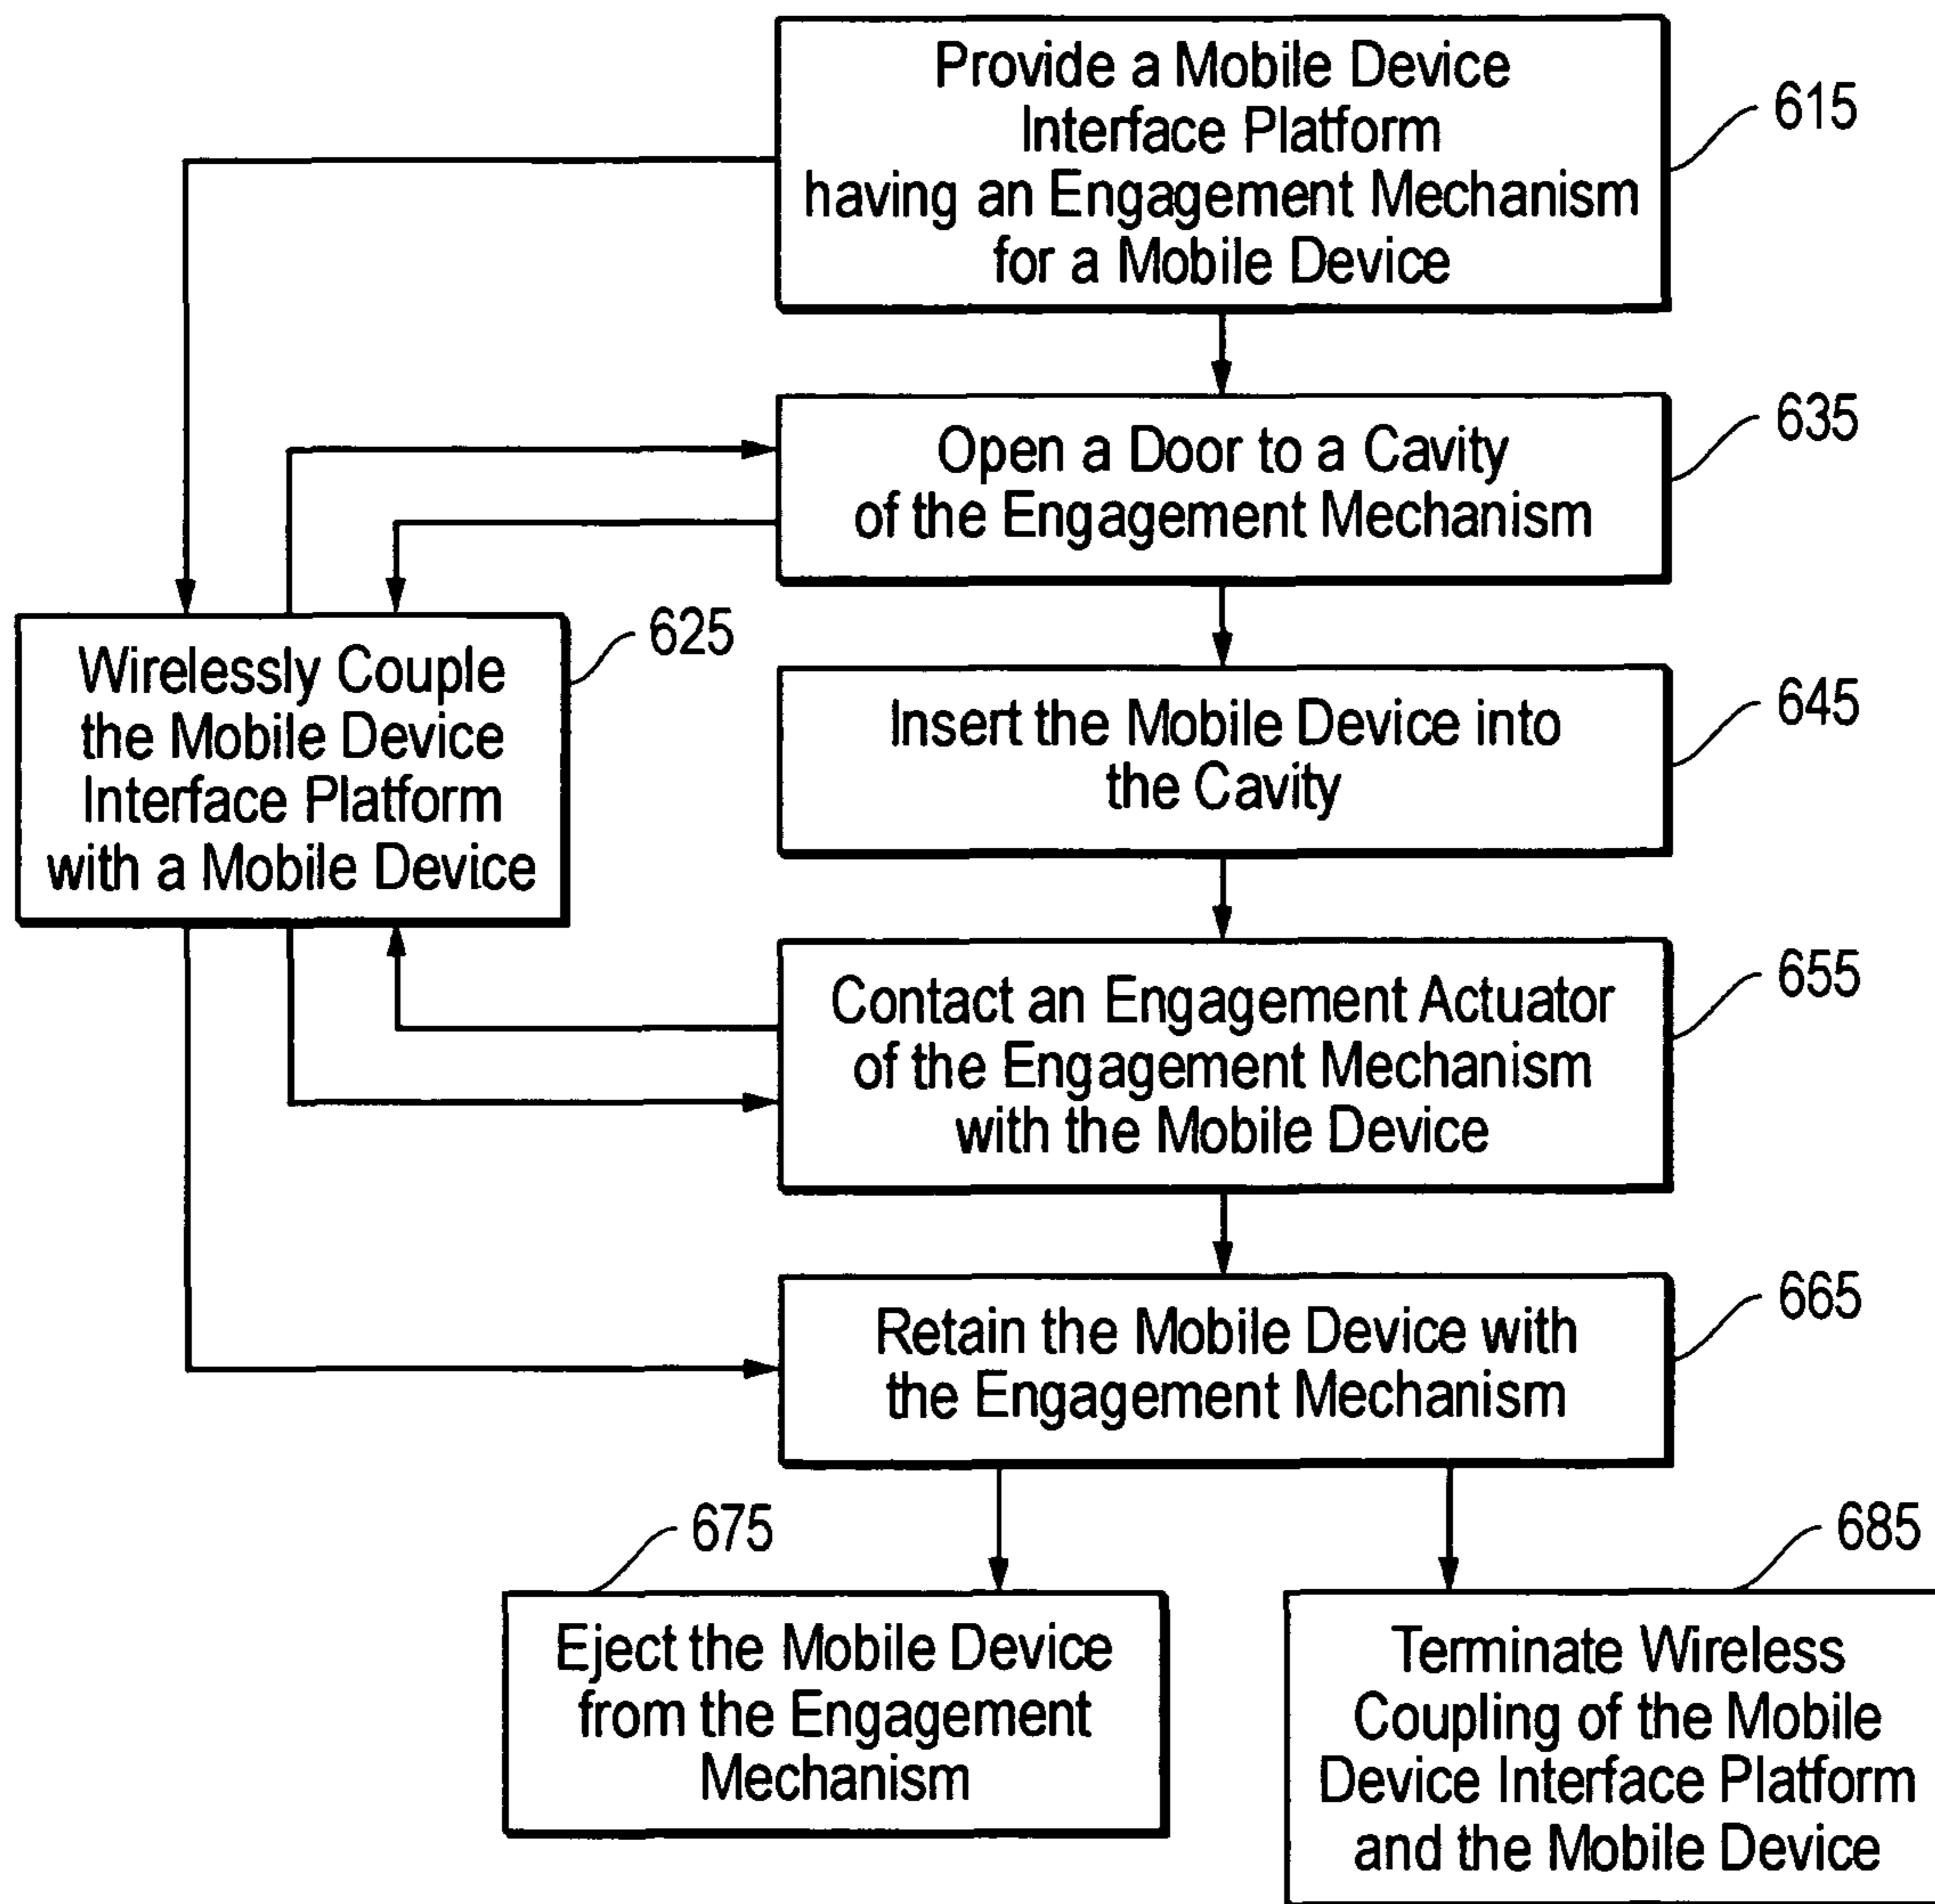 Provide a Mobile Device
Interface Platform
having an Engagement Mechanism
for a Mobile Device
615
Open a Door to a Cavity
of the Engagement Mechanism
635
Wirelessly Couple
the Mobile Device
Interface Platform
with a Mobile Device
625
Insert the Mobile Device into
the Cavity
645
Contact an Engagement Actuator
of the Engagement Mechanism
with the Mobile Device
655
Retain the Mobile Device with
the Engagement Mechanism
665
675
Eject the Mobile Device
from the Engagement
Mechanism
685
Terminate Wireless
Coupling of the Mobile
Device Interface Platform
and the Mobile Device